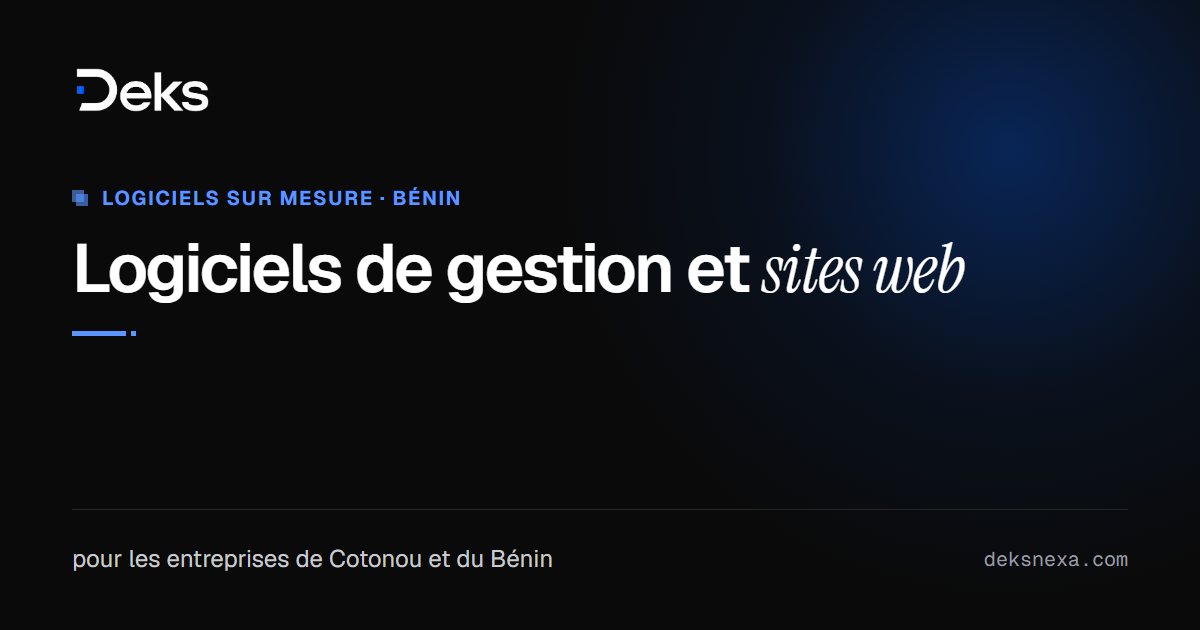 Deks
LOGICIELS SUR MESURE · BÉNIN
Logiciels de gestion et sites web
pour les entreprises de Cotonou et du Bénin
deksnexa.com